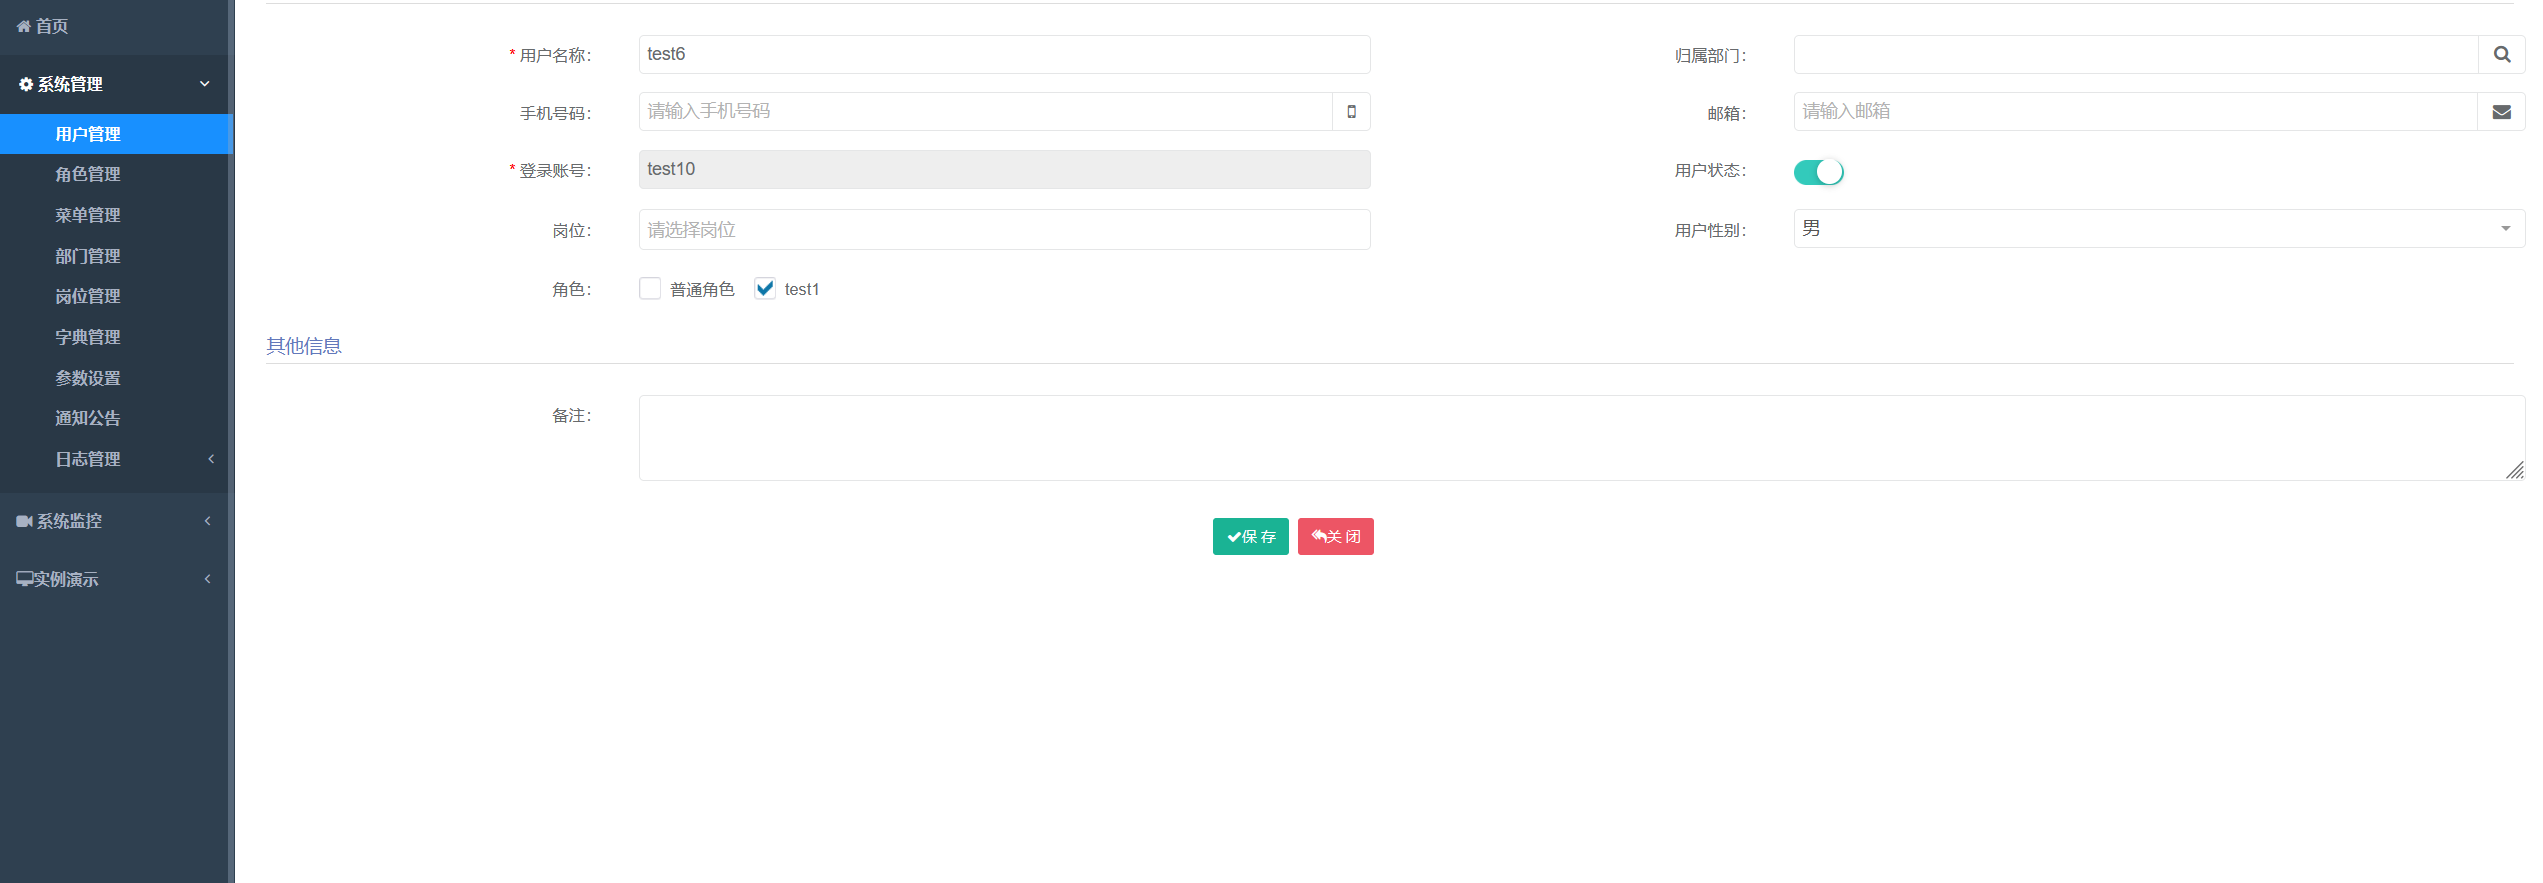 首页
系统管理
用户管理
角色管理
菜单管理
部门管理
岗位管理
字典管理
参数设置
通知公告
日志管理
系统监控
实例演示
* 用户名称： test6 归属部门：
手机号码： 请输入手机号码 邮箱： 请输入邮箱
* 登录账号： test10 用户状态：
岗位： 请选择岗位 用户性别： 男
角色： 普通角色 test1
其他信息
备注：
保 存 关 闭